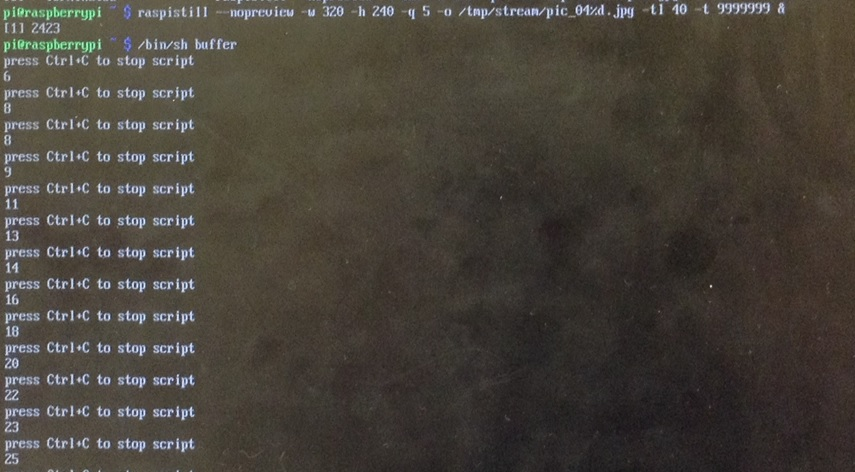 pi@raspberrypi ~ $ raspistill --nopreview -w 320 -h 240 -q 5 -o /tmp/stream/pic_04%d.jpg -tl 10 -t 9999999 &
[1] 2423
pi@raspberrypi ~ $ /bin/sh buffer
press Ctrl+C to stop script
6
press Ctrl+C to stop script
8
press Ctrl+C to stop script
8
press Ctrl+C to stop script
9
press Ctrl+C to stop script
11
press Ctrl+C to stop script
13
press Ctrl+C to stop script
14
press Ctrl+C to stop script
16
press Ctrl+C to stop script
18
press Ctrl+C to stop script
20
press Ctrl+C to stop script
22
press Ctrl+C to stop script
23
press Ctrl+C to stop script
25